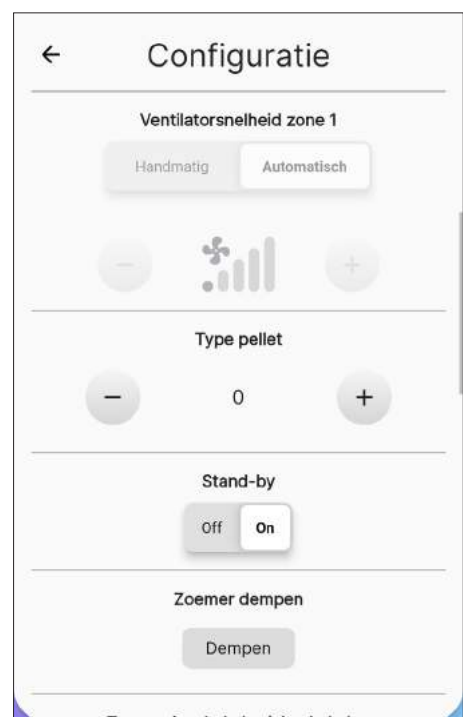 Configuratie
Ventilatorsnelheid zone 1
Handmatig Automatisch
Type pellet
0
Stand-by
Off On
Zoemer dempen
Dempen